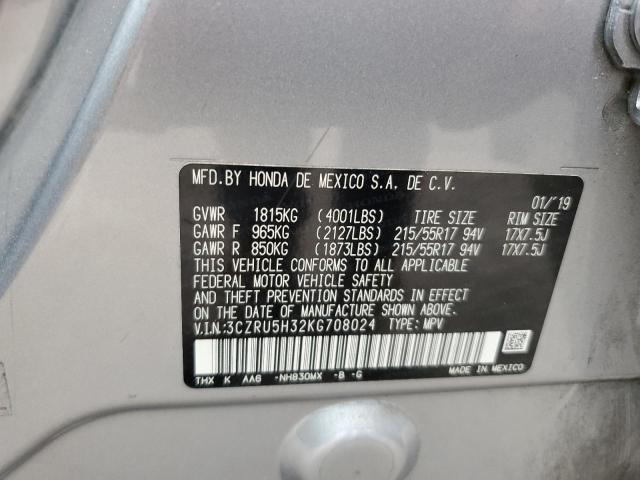 MFD.BY HONDA DE MEXICO S.A. DE C.V.
01/'19
GVWR 1815KG (4001LBS) TIRE SIZE RIM SIZE
GAWR F 965KG (2127LBS) 215/55R17 94V 17X7.5J
GAWR R 850KG (1873LBS) 215/55R17 94V 17X7.5J
THIS VEHICLE CONFORMS TO ALL APPLICABLE
FEDERAL MOTOR VEHICLE SAFETY
AND THEFT PREVENTION STANDARDS IN EFFECT
ON THE DATE OF MANUFACTURE SHOWN ABOVE.
V.I.N:3CZRU5H32KG708024 TYPE: MPV
THX K AAG -NH830MX -B -G
MADE IN MEXICO